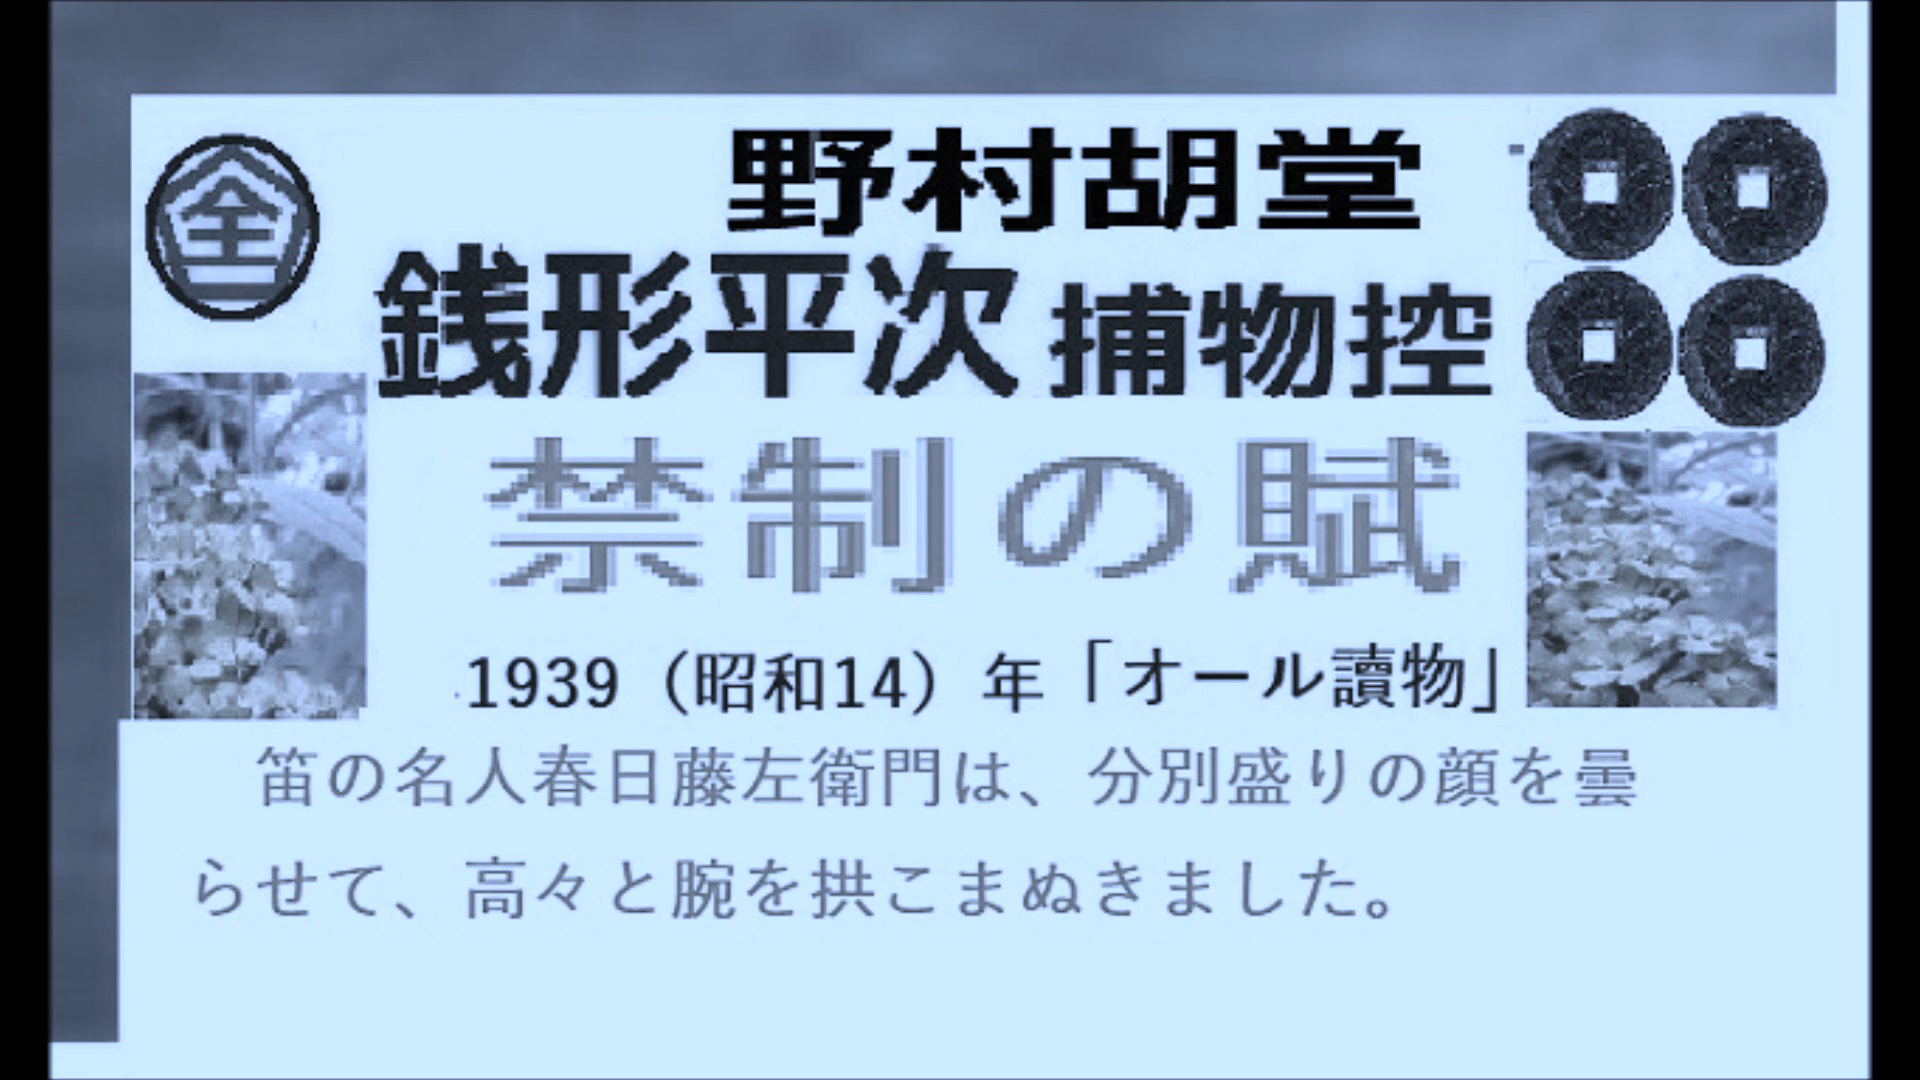 野村胡堂
銭形平次 捕物控
禁制の賦
1939（昭和14）年「オール讀物」
笛の名人春日藤左衛門は、分別盛りの顔を曇
らせて、高々と腕を拱こまぬきました。